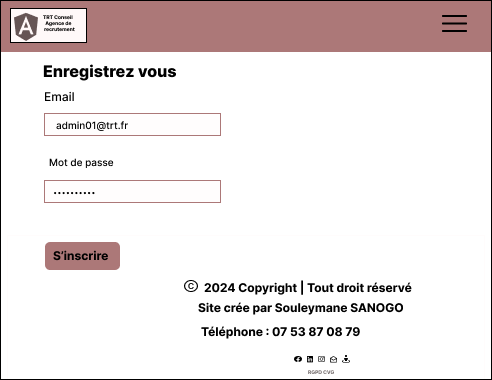 TRT Conseil
Agence de
recrutement
Enregistrez vous
Email
admin01@trt.fr
Mot de passe
••••••••••
S'inscrire
© 2024 Copyright | Tout droit réservé
Site crée par Souleymane SANOGO
Téléphone : 07 53 87 08 79
RGPD CVG